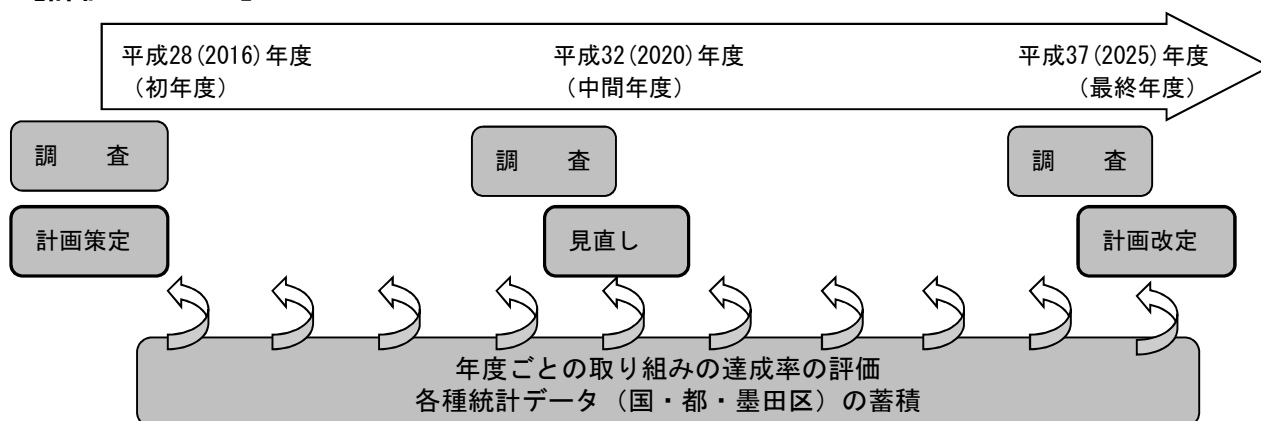 平成28(2016)年度
(初年度)
平成32(2020)年度
(中間年度)
平成37(2025)年度
(最終年度)
調　　査
調　　査
調　　査
計画策定
見直し
計画改定
年度ごとの取り組みの達成率の評価
各種統計データ（国・都・墨田区）の蓄積